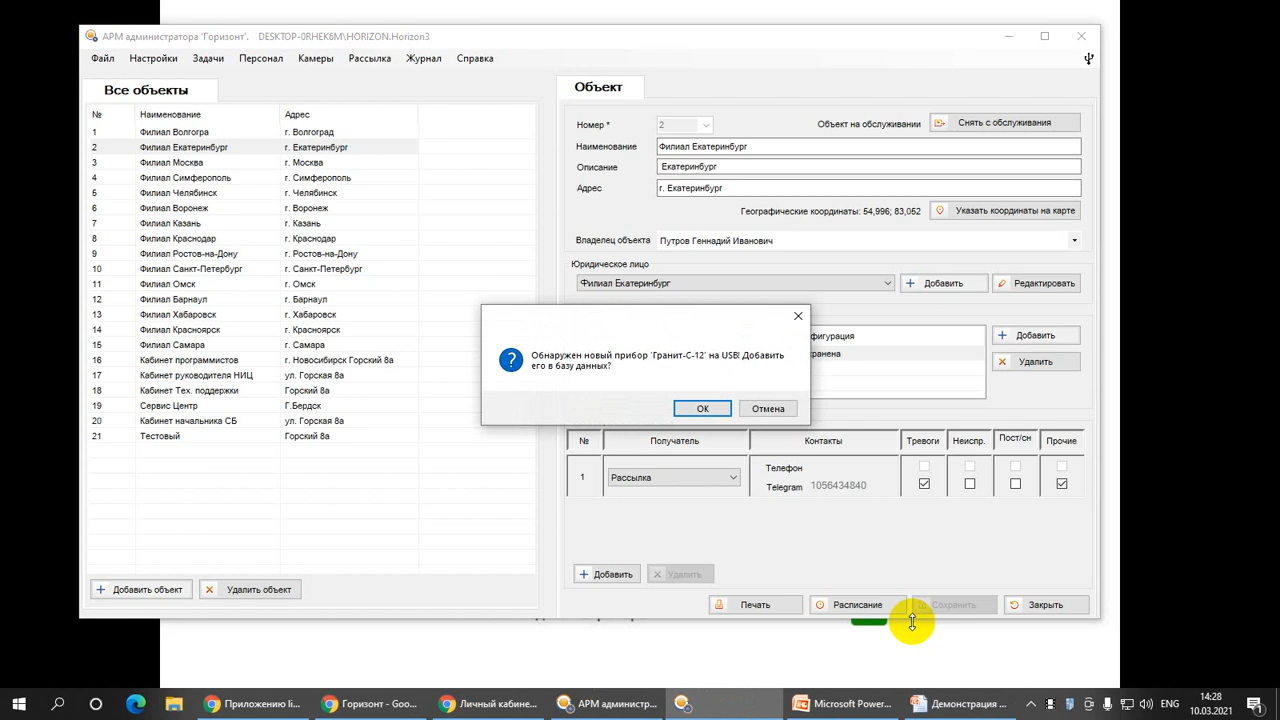 АРМ администратора 'Горизонт'. DESKTOP-0RHEK6M\HORIZON.Horizon3
Файл Настройки Задачи Персонал Камеры Рассылка Журнал Справка
Все объекты
№ Наименование Адрес
1 Филиал Волгогра г. Волгоград
2 Филиал Екатеринбург г. Екатеринбург
3 Филиал Москва г. Москва
4 Филиал Симферополь г. Симферополь
5 Филиал Челябинск г. Челябинск
6 Филиал Воронеж г. Воронеж
7 Филиал Казань г. Казань
8 Филиал Краснодар г. Краснодар
9 Филиал Ростов-на-Дону г. Ростов-на-Дону
10 Филиал Санкт-Петербург г. Санкт-Петербург
11 Филиал Омск г. Омск
12 Филиал Барнаул г. Барнаул
13 Филиал Хабаровск г. Хабаровск
14 Филиал Красноярск г. Красноярск
15 Филиал Самара г. Самара
16 Кабинет программистов г. Новосибирск Горский 8а
17 Кабинет руководителя НИЦ ул. Горская 8а
18 Кабинет Тех. поддержки Горский 8а
19 Сервис Центр Г.Бердск
20 Кабинет начальника СБ ул. Горская 8а
21 Тестовый Горский 8а
Добавить объект Удалить объект
Объект
Номер * 2 Объект на обслуживании Снять с обслуживания
Наименование Филиал Екатеринбург
Описание Екатеринбург
Адрес г. Екатеринбург
Географические координаты: 54,996; 83,052 Указать координаты на карте
Владелец объекта Путров Геннадий Иванович
Юридическое лицо
Филиал Екатеринбург Добавить Редактировать
фигурация Добавить
хранена
Удалить
Обнаружен новый прибор 'Гранит-С-12' на USB! Добавить
его в базу данных?
ОК Отмена
№ Получатель Контакты Тревоги Неиспр. Пост/сн Прочие
1 Рассылка Телефон
Telegram 1056434840
Добавить Удалить
Печать Расписание Сохранить Закрыть
Приложению li... Горизонт - Goo... Личный кабине... АРМ администр... Microsoft Power... Демонстрация ... РУС 14:28
10.03.2021
1